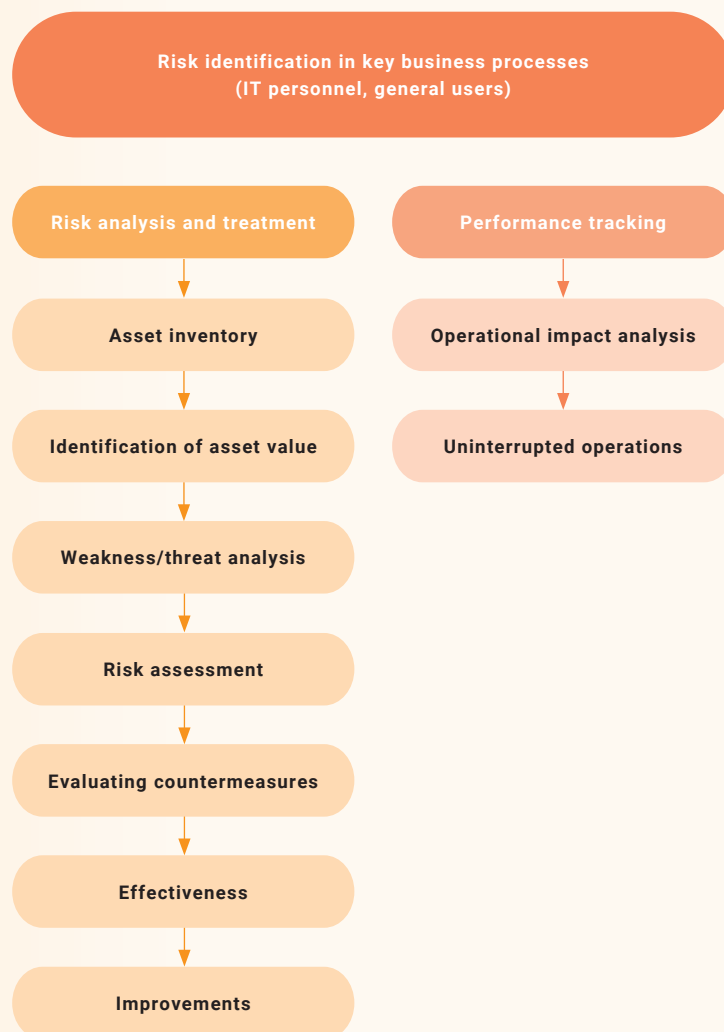 Risk identification in key business processes
(IT personnel, general users)
Risk analysis and treatment
Asset inventory
Identification of asset value
Weakness/threat analysis
Risk assessment
Evaluating countermeasures
Effectiveness
Improvements
Performance tracking
Operational impact analysis
Uninterrupted operations